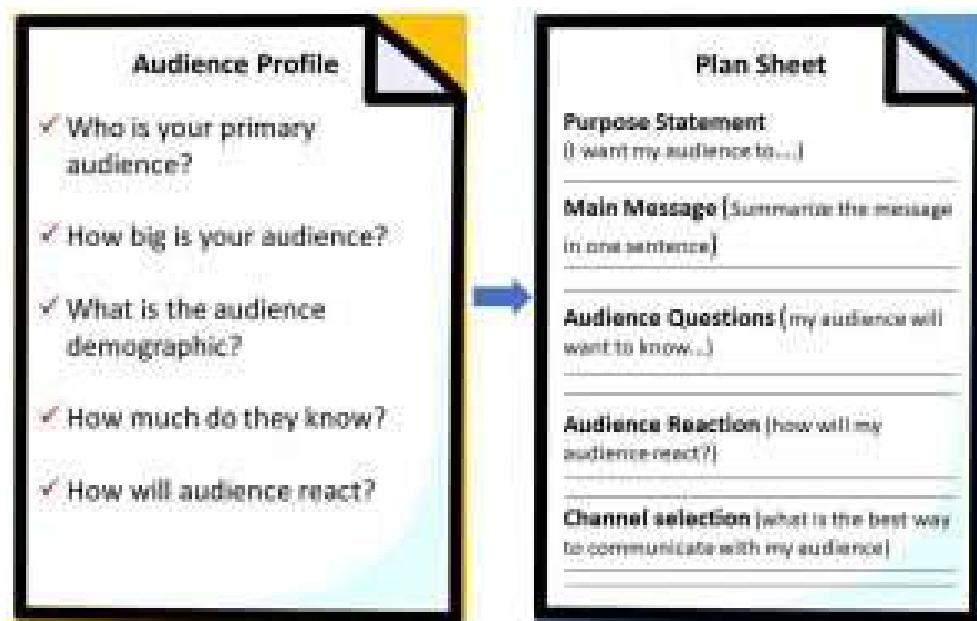 Audience Profile
✓ Who is your primary
audience?
✓ How big is your audience?
✓ What is the audience
demographic?
✓ How much do they know?
✓ How will audience react?
Plan Sheet
Purpose Statement
(I want my audience to....)
Main Message (Summarize the message
in one sentence)
Audience Questions (my audience will
want to know...)
Audience Reaction (how will my
audience react?)
Channel selection (what is the best way
to communicate with my audience)